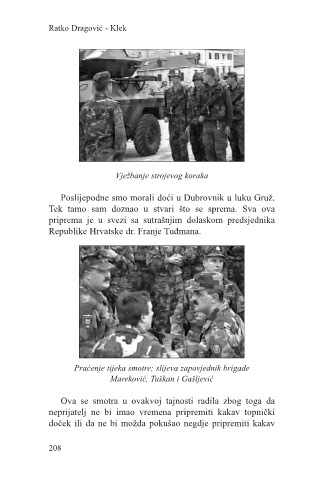 Ratko Dragović - Klek
Vježbanje strojevog koraka
Poslijepodne smo morali doći u Dubrovnik u luku Gruž.
Tek tamo sam doznao u stvari što se sprema. Sva ova
priprema je u svezi sa sutrašnjim dolaskom predsjednika
Republike Hrvatske dr. Franje Tuđmana.
Praćenje tijeka smotre; slijeva zapovjednik brigade
Mareković, Tuškan i Gašljević
Ova se smotra u ovakvoj tajnosti radila zbog toga da
neprijatelj ne bi imao vremena pripremiti kakav topnički
doček ili da ne bi možda pokušao negdje pripremiti kakav
208